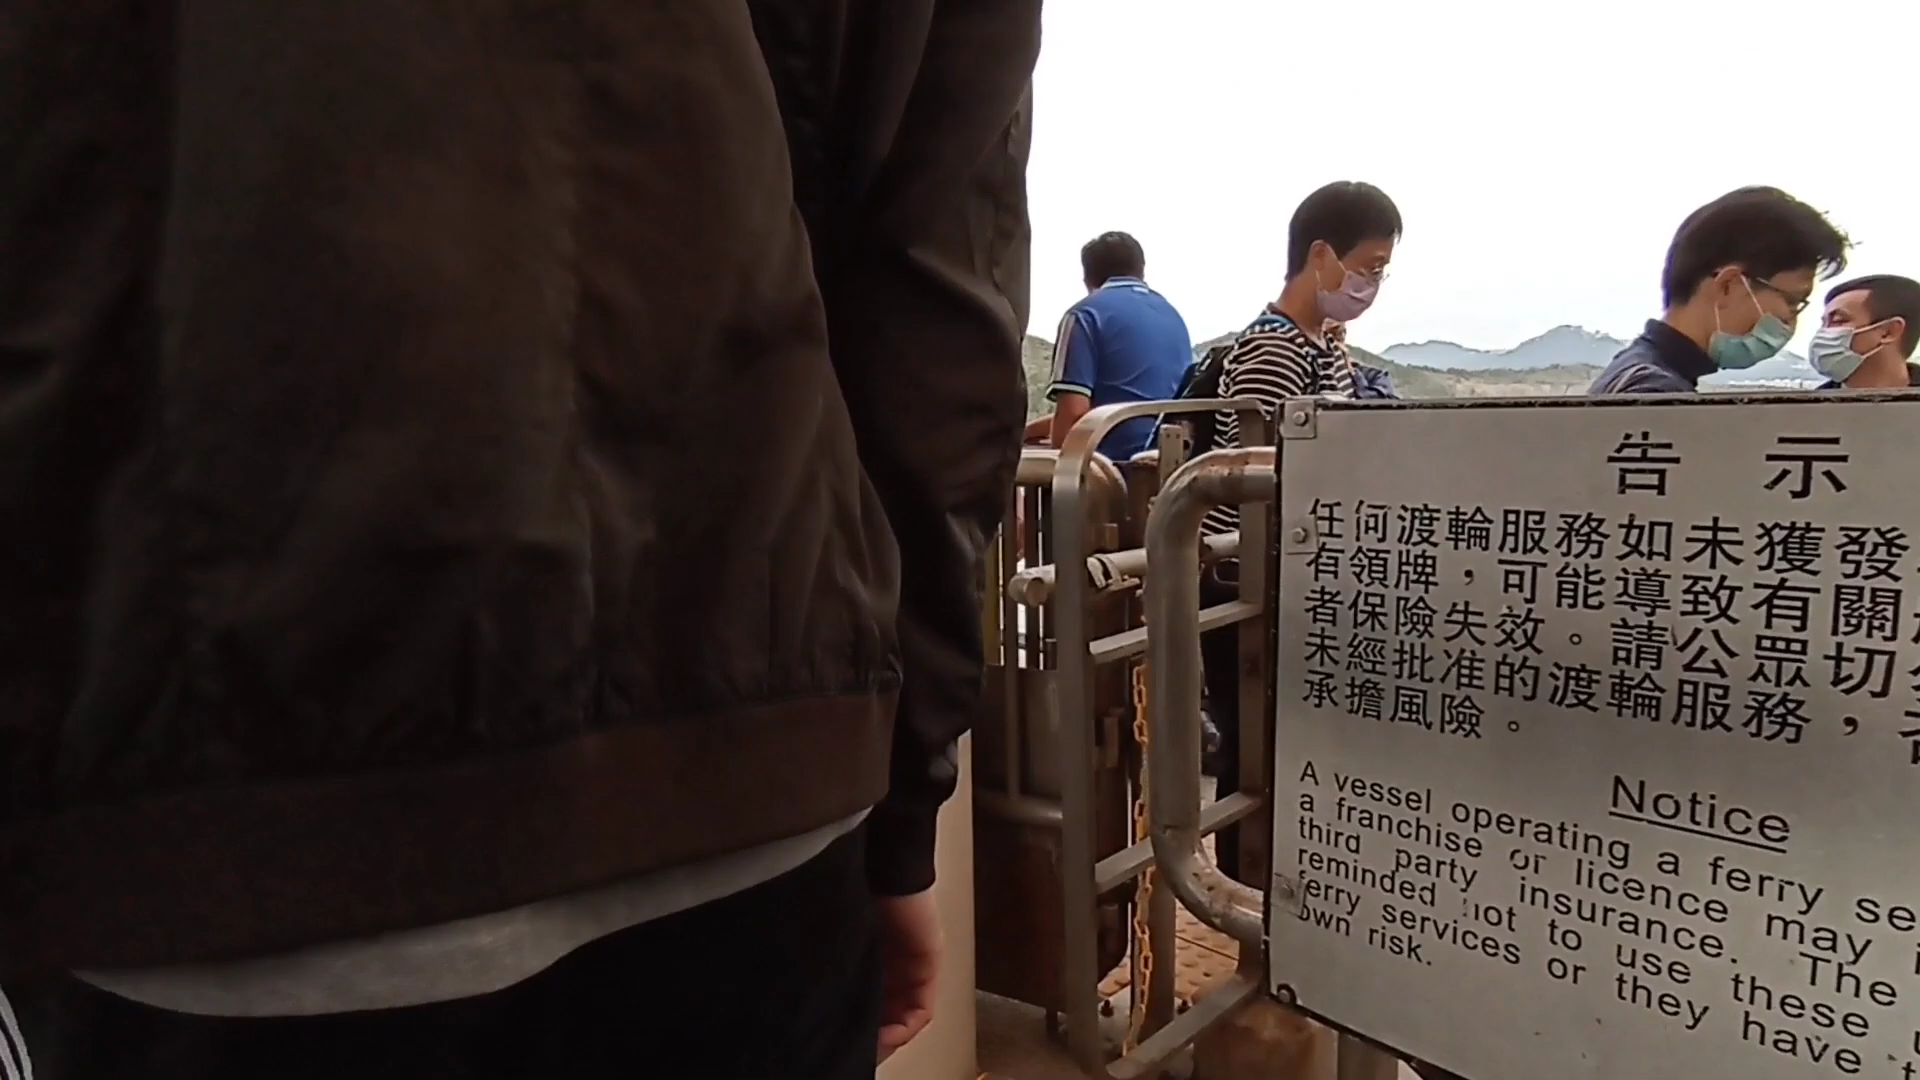 告 示
任何渡輪服務如未獲發
有領牌，可能導致有關
者保險失效。請公眾切
未經批准的渡輪服務，
承擔風險。
Notice
A vessel operating a ferry se
a franchise or licence may i
third party insurance. The
reminded not to use these u
ferry services or they have t
own risk.